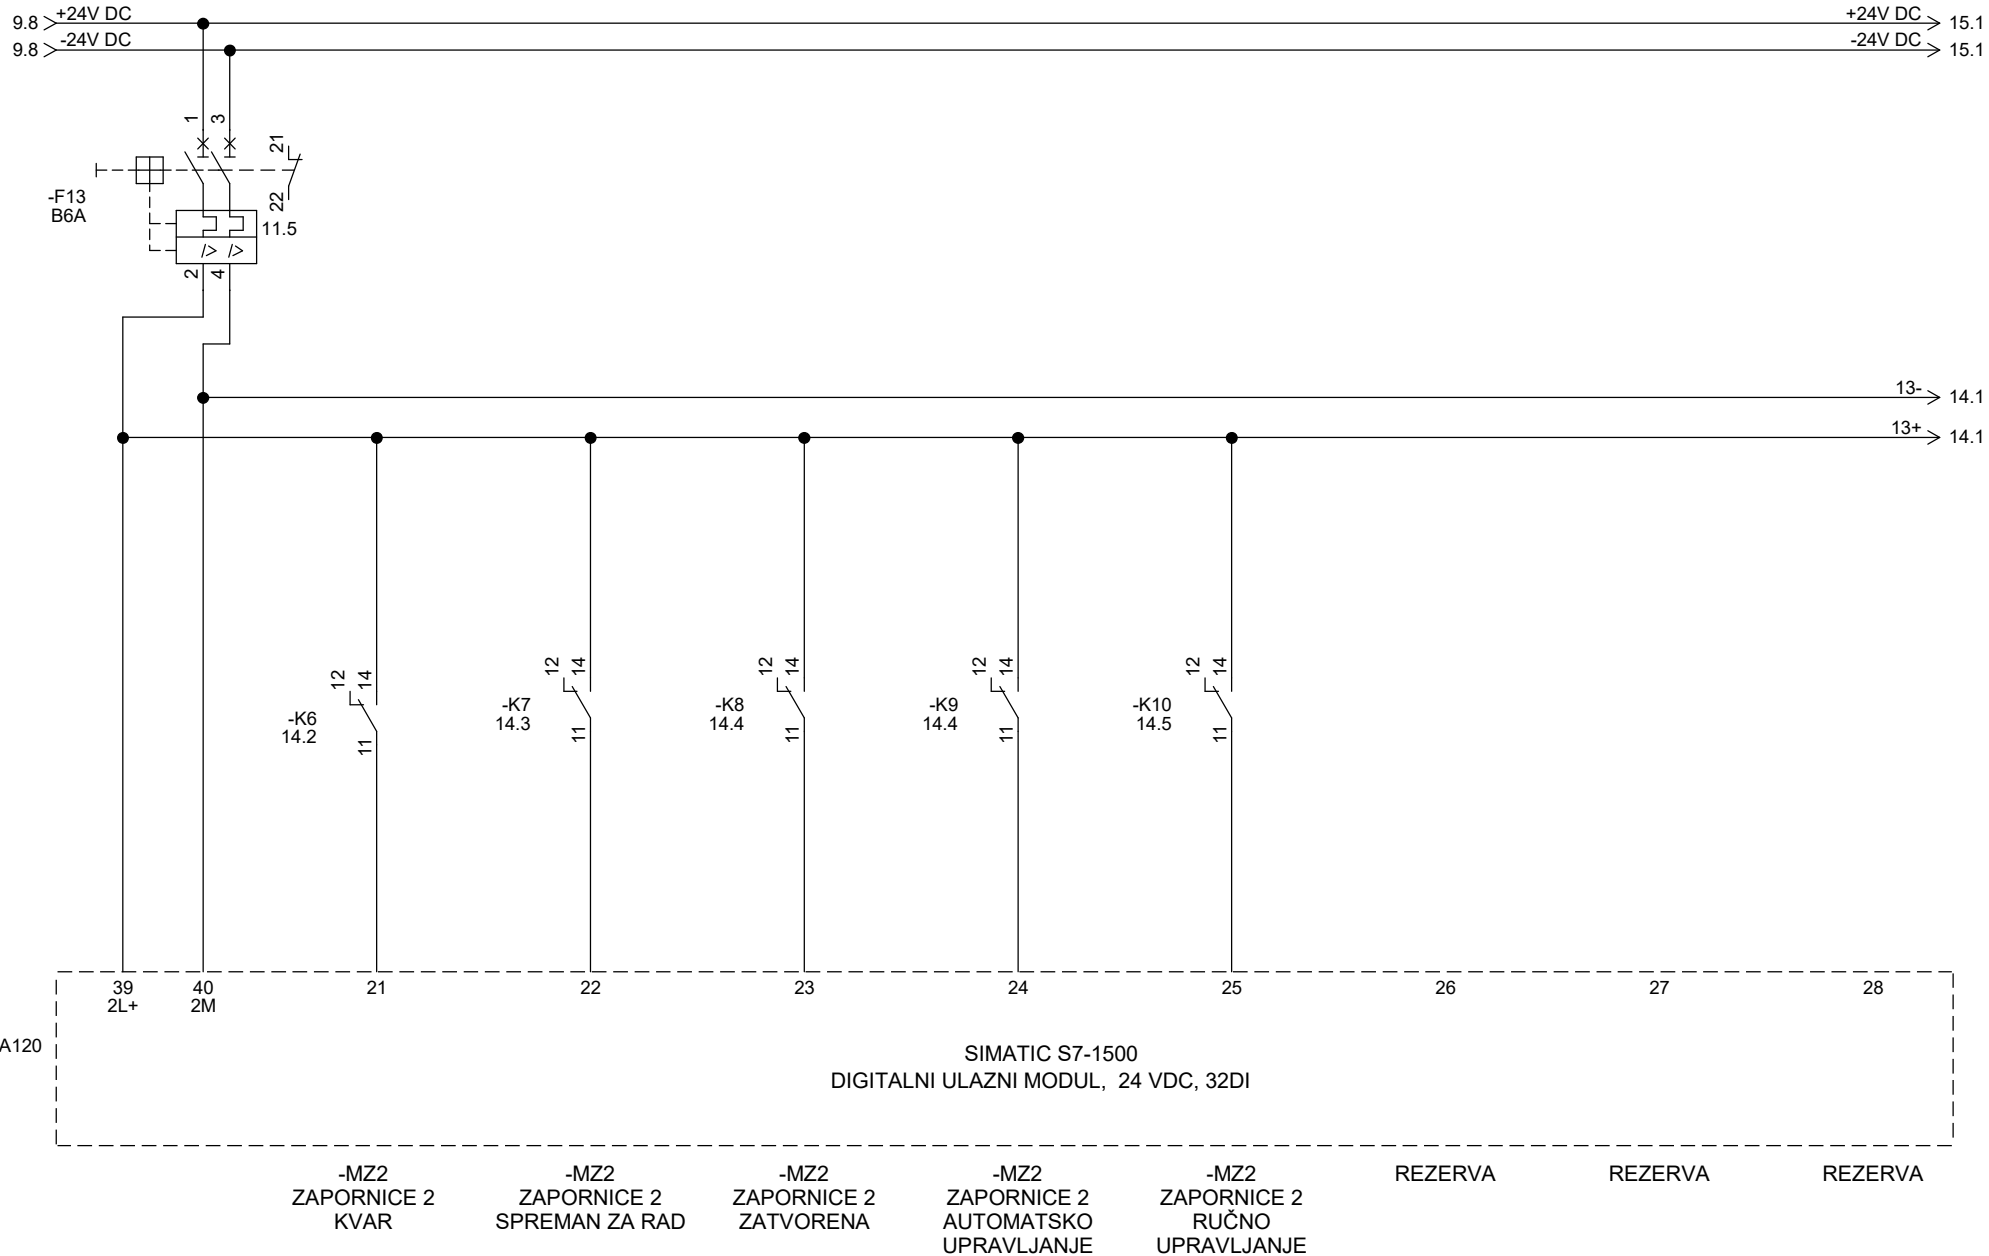 9.8 +24V DC +24V DC 15.1
9.8 -24V DC -24V DC 15.1
1 3 21
-F13 22
B6A 11.5
/> />
2 4
13- 14.1
13+ 14.1
12 14 12 14 12 14 12 14 12 14
-K6 -K7 -K8 -K9 -K10
14.2 14.3 14.4 14.4 14.5
11 11 11 11 11
39 40 21 22 23 24 25 26 27 28
2L+ 2M
A120
SIMATIC S7-1500
DIGITALNI ULAZNI MODUL, 24 VDC, 32DI
-MZ2
ZAPORNICE 2
KVAR
-MZ2
ZAPORNICE 2
SPREMAN ZA RAD
-MZ2
ZAPORNICE 2
ZATVORENA
-MZ2
ZAPORNICE 2
AUTOMATSKO
UPRAVLJANJE
-MZ2
ZAPORNICE 2
RUČNO
UPRAVLJANJE
REZERVA
REZERVA
REZERVA